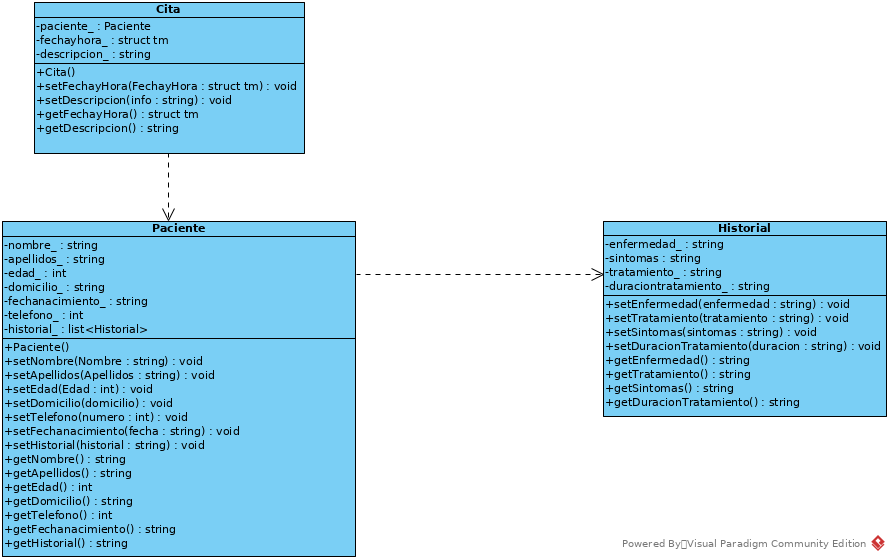 Cita
-paciente_ : Paciente
-fechayhora_ : struct tm
-descripcion_ : string
+Cita()
+setFechayHora(FechayHora : struct tm) : void
+setDescripcion(info : string) : void
+getFechayHora() : struct tm
+getDescripcion() : string
Paciente
-nombre_ : string
-apellidos_ : string
-edad_ : int
-domicilio_ : string
-fechanacimiento_ : string
-telefono_ : int
-historial_ : list<Historial>
+Paciente()
+setNombre(Nombre : string) : void
+setApellidos(Apellidos : string) : void
+setEdad(Edad : int) : void
+setDomicilio(domicilio) : void
+setTelefono(numero : int) : void
+setFechanacimiento(fecha : string) : void
+setHistorial(historial : string) : void
+getNombre() : string
+getApellidos() : string
+getEdad() : int
+getDomicilio() : string
+getTelefono() : int
+getFechanacimiento() : string
+getHistorial() : string
Historial
-enfermedad_ : string
-sintomas : string
-tratamiento_ : string
-duraciontratamiento_ : string
+setEnfermedad(enfermedad : string) : void
+setTratamiento(tratamiento : string) : void
+setSintomas(sintomas : string) : void
+setDuracionTratamiento(duracion : string) : void
+getEnfermedad() : string
+getTratamiento() : string
+getSintomas() : string
+getDuracionTratamiento() : string
Powered By Visual Paradigm Community Edition